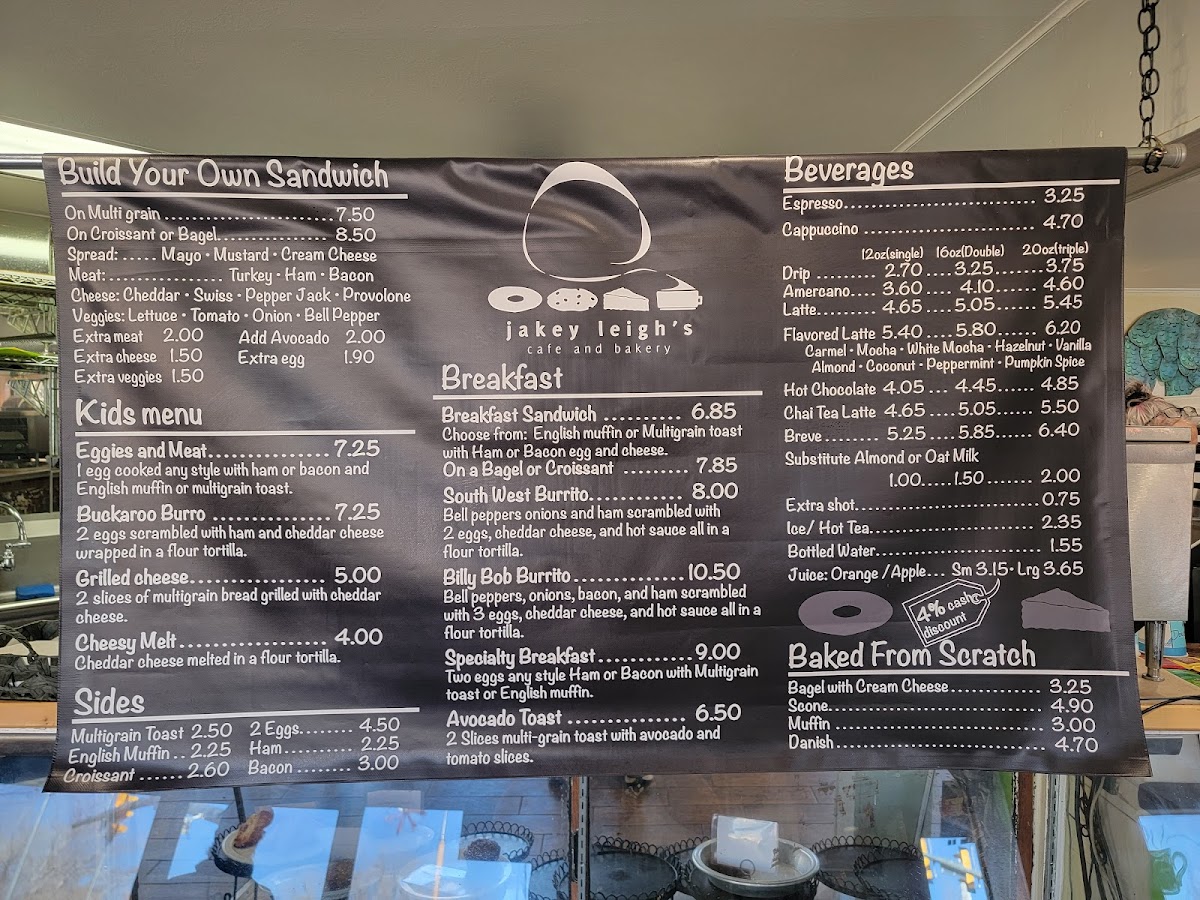 Build Your Own Sandwich
On Multi grain ........................ 7.50
On Croissant or Bagel................. 8.50
Spread: ...... Mayo • Mustard • Cream Cheese
Meat: ..................... Turkey • Ham • Bacon
Cheese: Cheddar • Swiss • Pepper Jack • Provolone
Veggies: Lettuce • Tomato • Onion • Bell Pepper
Extra meat 2.00 Add Avocado 2.00
Extra cheese 1.50 Extra egg 1.90
Extra veggies 1.50
Kids menu
Eggies and Meat................ 7.25
1 egg cooked any style with ham or bacon and
English muffin or multigrain toast.
Buckaroo Burro ................ 7.25
2 eggs scrambled with ham and cheddar cheese
wrapped in a flour tortilla.
Grilled cheese.................. 5.00
2 slices of multigrain bread grilled with cheddar
cheese.
Cheesy Melt.................... 4.00
Cheddar cheese melted in a flour tortilla.
Sides
Multigrain Toast 2.50 2 Eggs........ 4.50
English Muffin .. 2.25 Ham.......... 2.25
Croissant ...... 2.60 Bacon ........ 3.00
jakey leigh's
cafe and bakery
Breakfast
Breakfast Sandwich ........... 6.85
Choose from: English muffin or Multigrain toast
with Ham or Bacon egg and cheese.
On a Bagel or Croissant ......... 7.85
South West Burrito............. 8.00
Bell peppers onions and ham scrambled with
2 eggs, cheddar cheese, and hot sauce all in a
flour tortilla.
Billy Bob Burrito............... 10.50
Bell peppers, onions, bacon, and ham scrambled
with 3 eggs, cheddar cheese, and hot sauce all in a
flour tortilla.
Specialty Breakfast............. 9.00
Two eggs any style Ham or Bacon with Multigrain
toast or English muffin.
Avocado Toast ................ 6.50
2 Slices multi-grain toast with avocado and
tomato slices.
Beverages
Espresso............................. 3.25
Cappuccino .......................... 4.70
12oz(single) 16oz(Double) 20oz(triple)
Drip ......... 2.70 .... 3.25....... 3.75
Amercano.... 3.60 .... 4.10....... 4.60
Latte......... 4.65 .... 5.05....... 5.45
Flavored Latte 5.40 .... 5.80....... 6.20
Carmel • Mocha • White Mocha • Hazelnut • Vanilla
Almond • Coconut • Peppermint • Pumpkin Spice
Hot Chocolate 4.05 .... 4.45....... 4.85
Chai Tea Latte 4.65 .... 5.05....... 5.50
Breve........ 5.25 .... 5.85....... 6.40
Substitute Almond or Oat Milk
1.00.....1.50 ........ 2.00
Extra shot........................... 0.75
Ice/ Hot Tea......................... 2.35
Bottled Water........................ 1.55
Juice: Orange / Apple... Sm 3.15 • Lrg 3.65
4% cash
discount
Baked From Scratch
Bagel with Cream Cheese............. 3.25
Scone................................ 4.90
Muffin............................... 3.00
Danish............................... 4.70